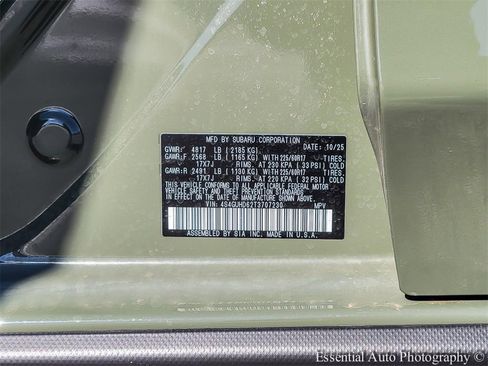 MFD. BY SUBARU CORPORATION DATE: 10/25
GVWR: 4817 LB (2185 KG)
GAWR:F. 2568 LB (1165 KG), WITH 225/60R17 TIRES,
17X7J RIMS, AT 230 KPA (33 PSI) COLD.
GAWR:R. 2491 LB (1130 KG), WITH 225/60R17 TIRES,
17X7J RIMS, AT 220 KPA (32 PSI) COLD.
THIS VEHICLE CONFORMS TO ALL APPLICABLE FEDERAL MOTOR
VEHICLE SAFETY AND THEFT PREVENTION STANDARDS IN EFFECT
ON THE DATE OF MANUFACTURE SHOWN ABOVE.
VIN: 4S4GUHD62T3707230 MPV
ASSEMBLED BY SIA. MADE IN U.S.A.
Essential Auto Photography ©